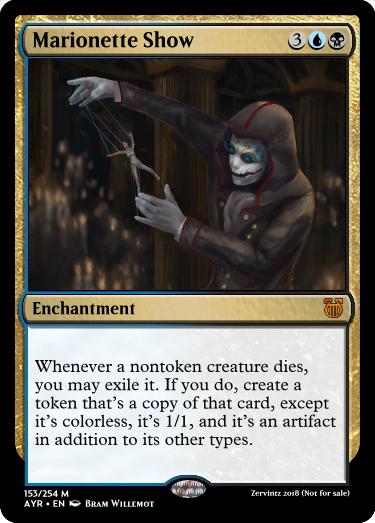 Marionette Show 3
Enchantment
Whenever a nontoken creature dies,
you may exile it. If you do, create a
token that's a copy of that card, except
it's colorless, it's 1/1, and it's an artifact
in addition to its other types.
153/254 M
AYR • EN Bram Willemot
Zervintz 2018 (Not for sale)